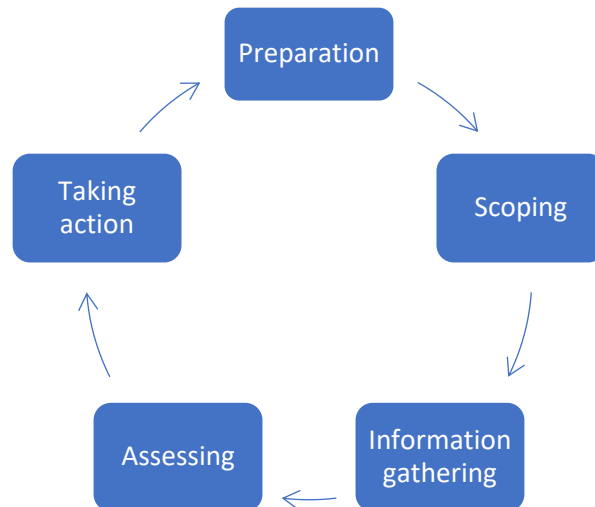 Preparation
Scoping
Information
gathering
Assessing
Taking
action